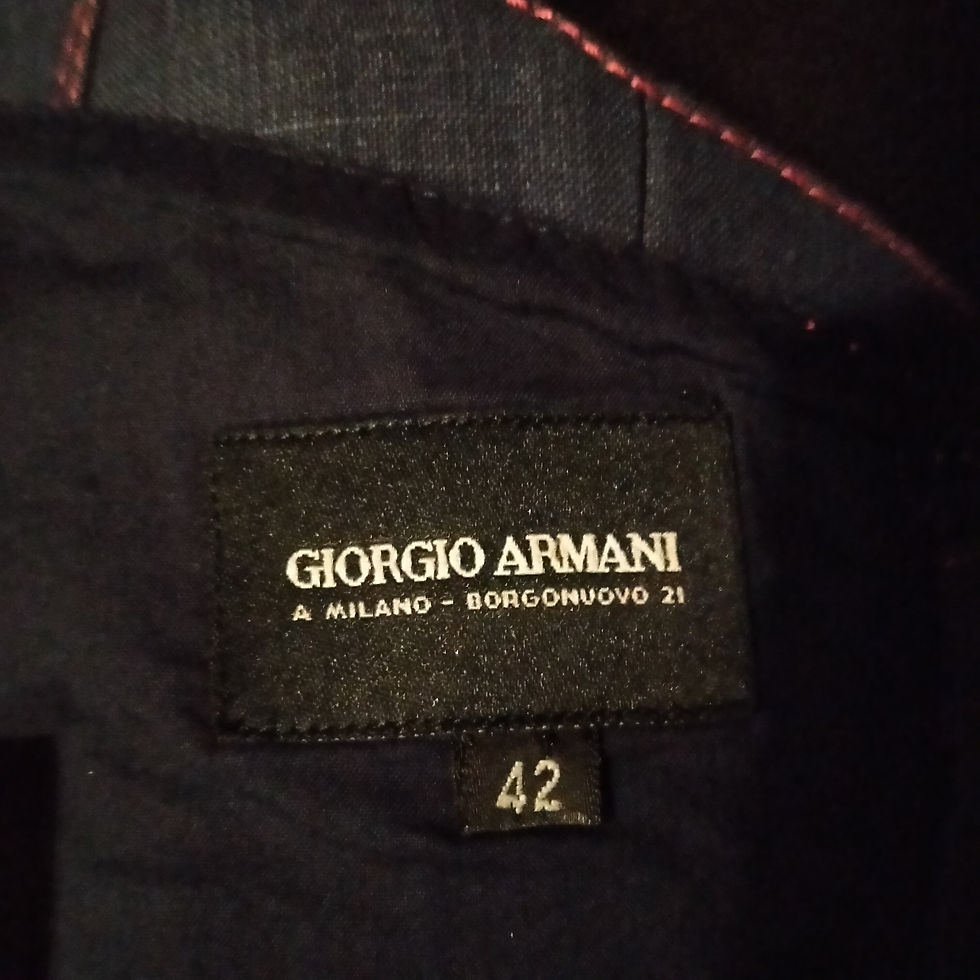 GIORGIO ARMANI
A MILANO - BORGONUOVO 21
42